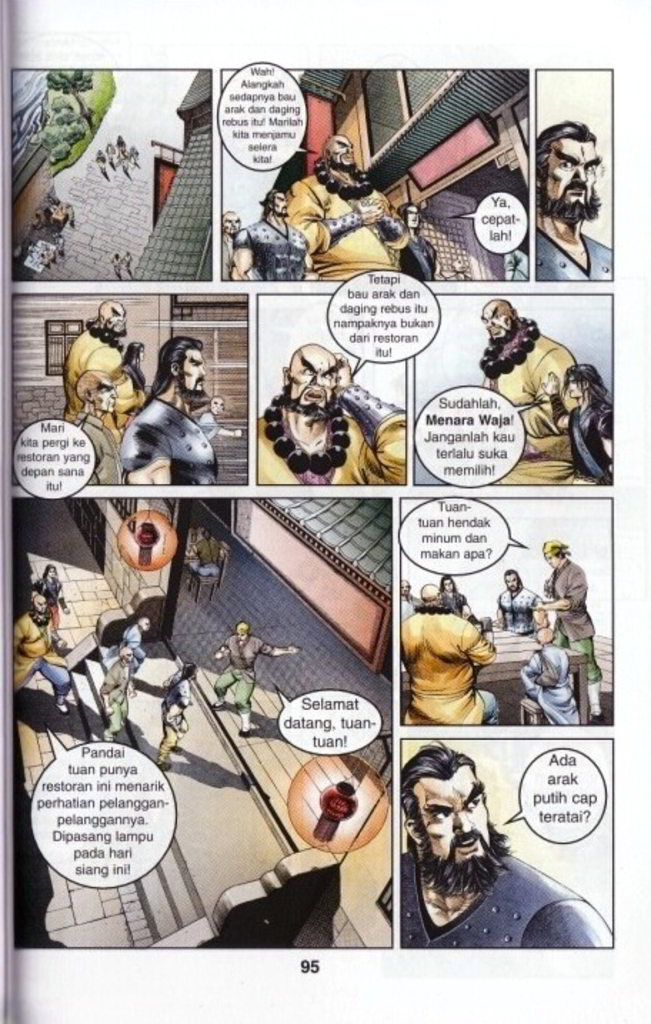 Wah!
Alangkah
sedapnya bau
arak dan daging
rebus itu! Marilah
kita menjamu
selera
kita!
Ya,
cepat-
lah!
Mari
kita pergi ke
restoran yang
depan sana
itu!
Tetapi
bau arak dan
daging rebus itu
nampaknya bukan
dari restoran
itu!
Sudahlah,
Menara Waja!
Janganlah kau
terlalu suka
memilih!
Pandai
tuan punya
restoran ini menarik
perhatian pelanggan-
pelanggannya.
Dipasang lampu
pada hari
siang ini!
Selamat
datang, tuan-
tuan!
Tuan-
tuan hendak
minum dan
makan apa?
Ada
arak
putih cap
teratai?
95